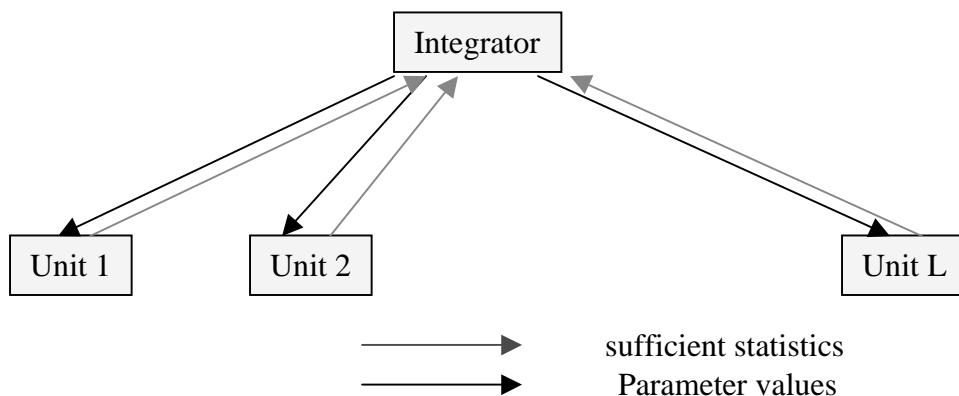 Integrator
Unit 1
Unit 2
Unit L
sufficient statistics
Parameter values